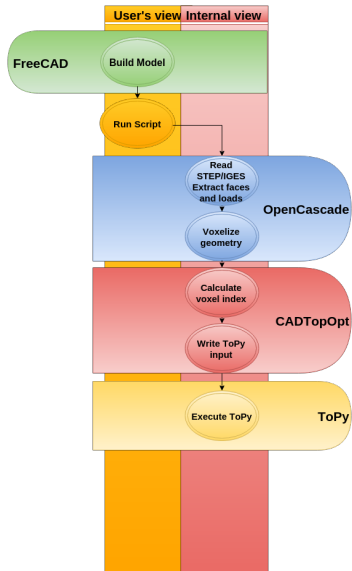 User's view Internal view
FreeCAD
Build Model
Run Script
Read
STEP/IGES
Extract faces
and loads
OpenCascade
Voxelize
geometry
Calculate
voxel index
CADTopOpt
Write ToPy
input
Execute ToPy
ToPy